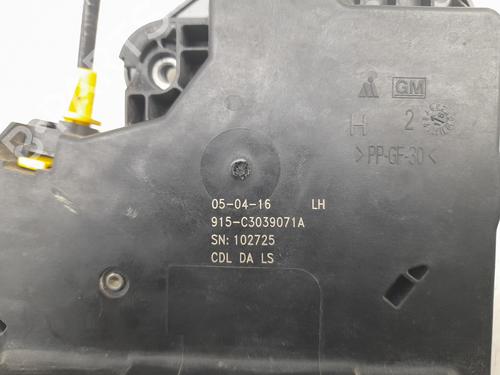 GM
H 2
>PP-GF-30<
05-04-16 LH
915-C3039071A
SN: 102725
CDL DA LS